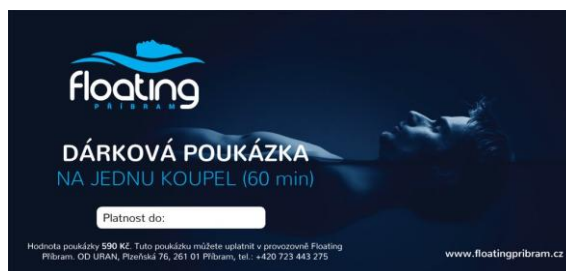 floating
PŘÍBRAM
DÁRKOVÁ POUKÁZKA
NA JEDNU KOUPEL (60 min)
Platnost do:
Hodnota poukázky 590 Kč. Tuto poukázku můžete uplatnit v provozovně Floating
Příbram. OD URAN, Plzeňská 76, 261 01 Příbram, tel.: +420 723 443 275
www.floatingpribram.cz